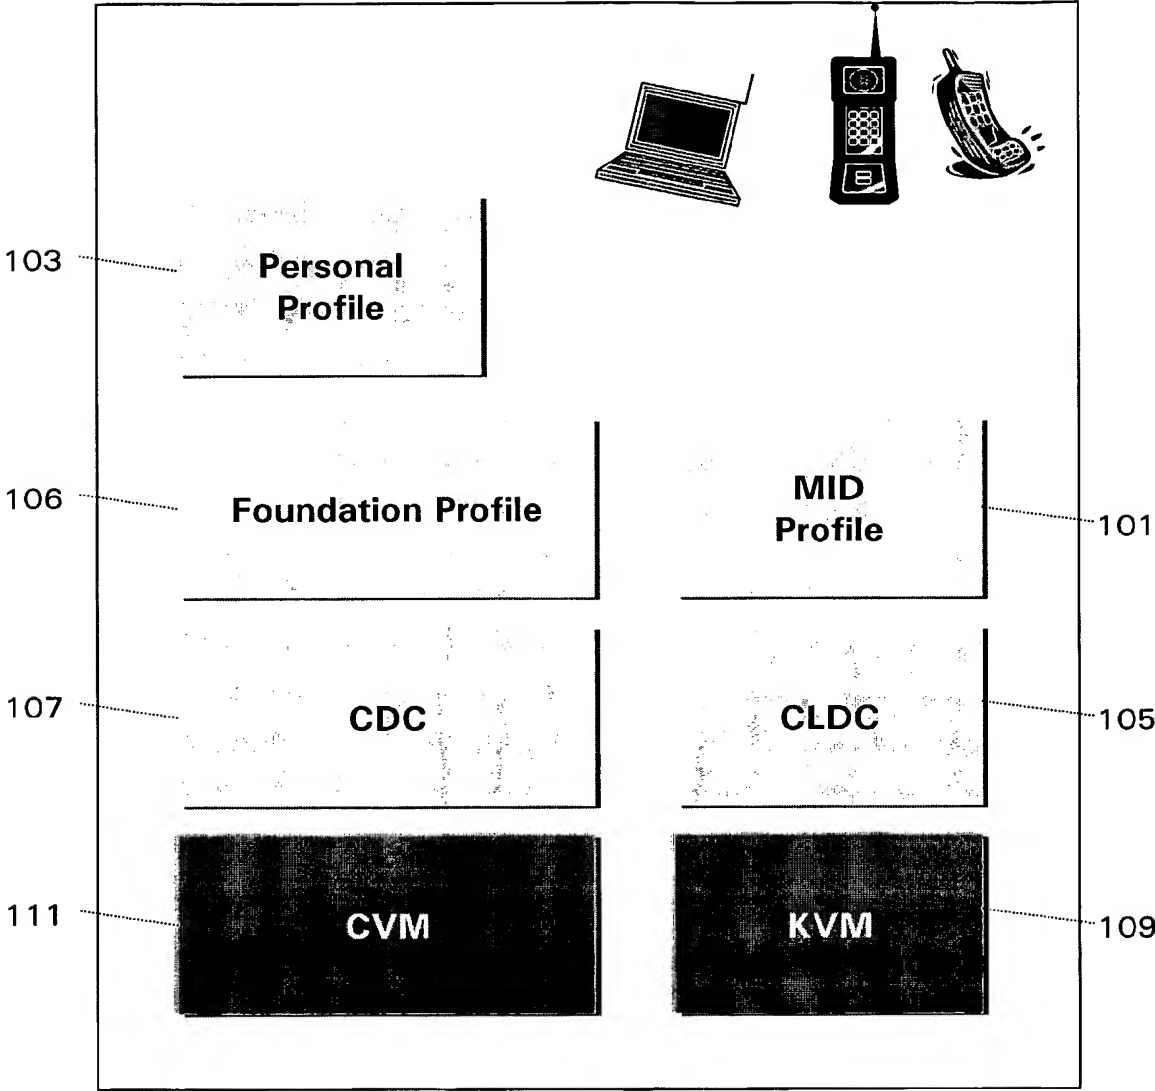 103
Personal
Profile
106
Foundation Profile
MID
Profile
101
107
CDC
CLDC
105
111
CVM
KVM
109